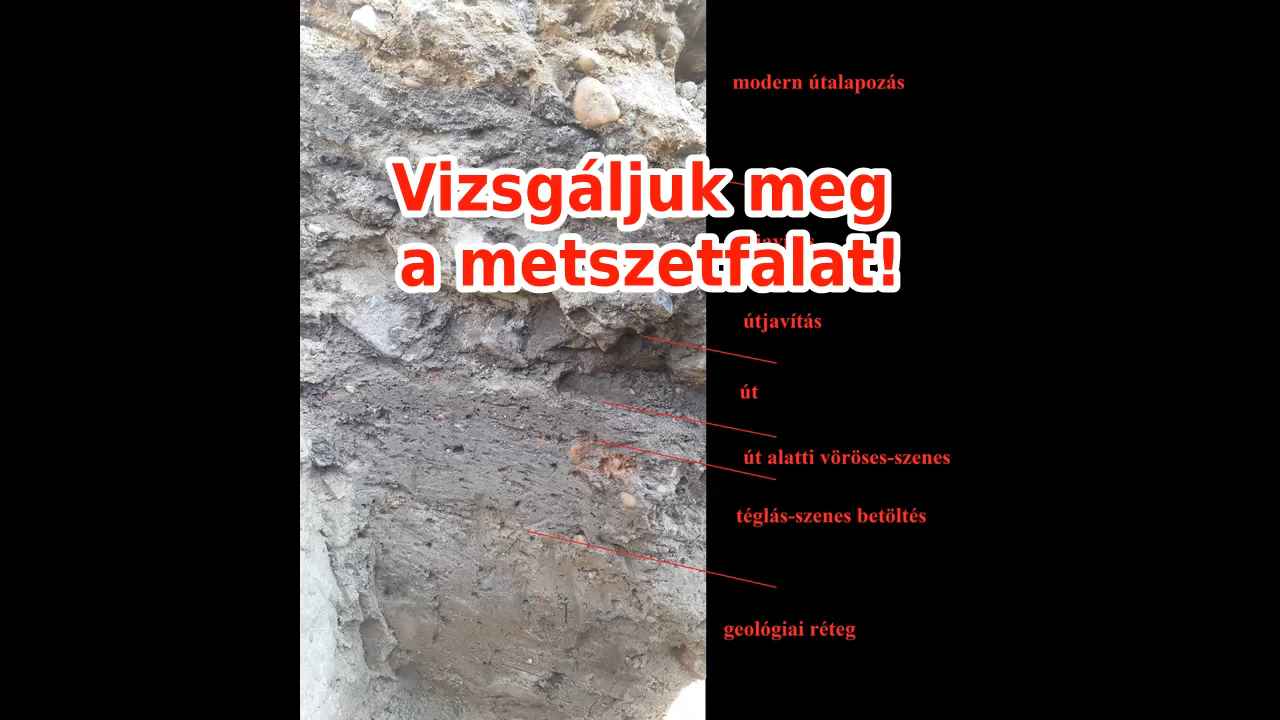 modern útalapozás
Vizsgáljuk meg
a metszetfalat!
útjavítás
út
út alatti vöröses-szenes
téglás-szenes betöltés
geológiai réteg